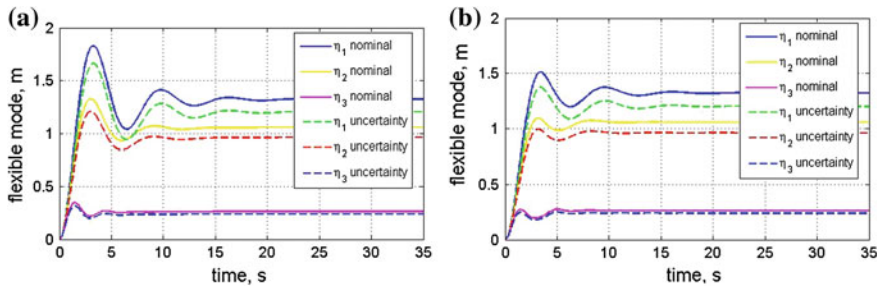 (a)
2
1.5
1
0.5
0
flexible mode, m
η1 nominal
η2 nominal
η3 nominal
η1 uncertainty
η2 uncertainty
η3 uncertainty
0 5 10 15 20 25 30 35
time, s
(b)
2
1.5
1
0.5
0
flexible mode, m
η1 nominal
η2 nominal
η3 nominal
η1 uncertainty
η2 uncertainty
η3 uncertainty
0 5 10 15 20 25 30 35
time, s